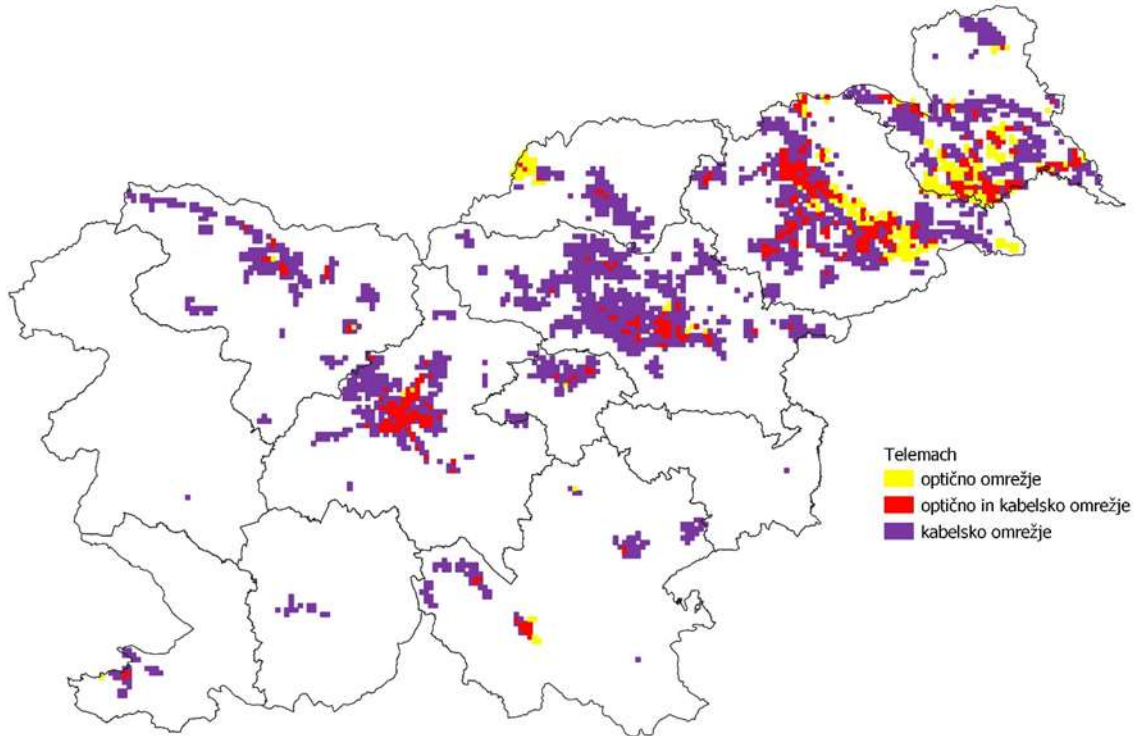 Telemach
optično omrežje
optično in kabelsko omrežje
kabelsko omrežje